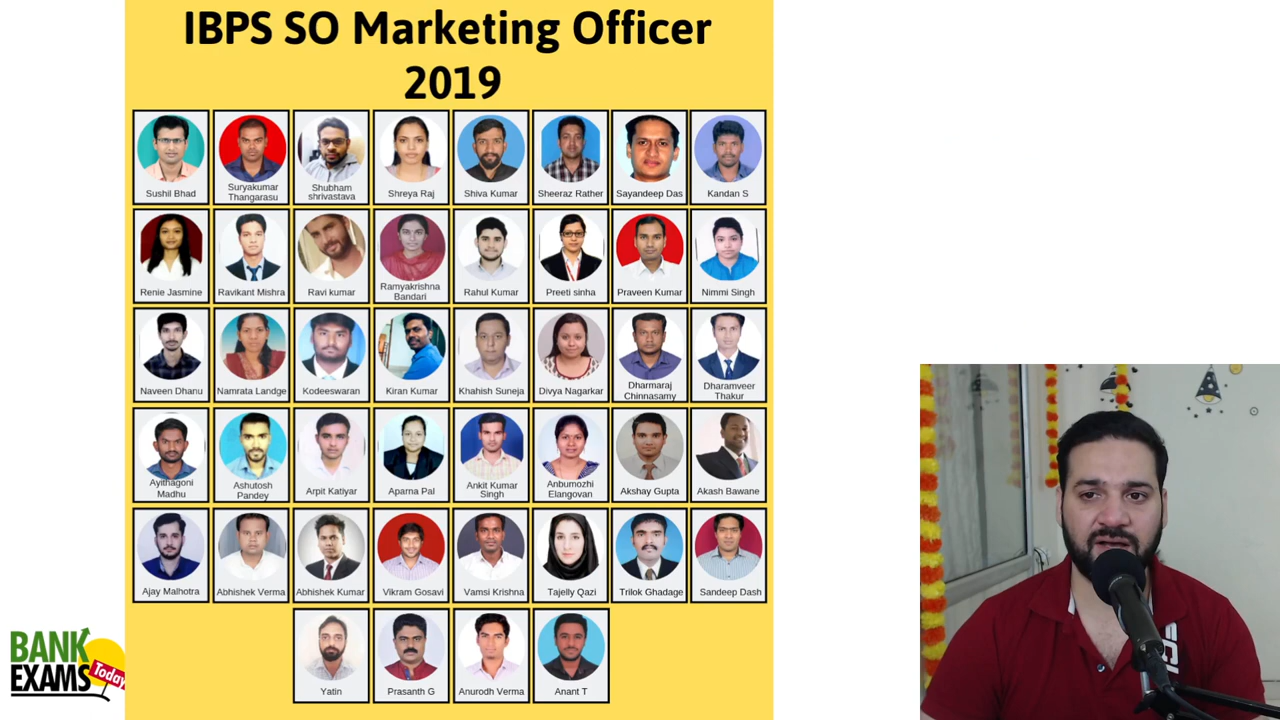 IBPS SO Marketing Officer
2019
Sushil Bhad
Suryakumar
Thangarasu
Shubham
shrivastava
Shreya Raj
Shiva Kumar
Sheeraz Rather
Sayandeep Das
Kandan S
Renie Jasmine
Ravikant Mishra
Ravi kumar
Ramyakrishna
Bandari
Rahul Kumar
Preeti sinha
Praveen Kumar
Nimmi Singh
Naveen Dhanu
Namrata Landge
Kodeeswaran
Kiran Kumar
Khahish Suneja
Divya Nagarkar
Dharmaraj
Chinnasamy
Dharamveer
Thakur
Ayithagoni
Madhu
Ashutosh
Pandey
Arpit Katiyar
Aparna Pal
Ankit Kumar
Singh
Anbumozhi
Elangovan
Akshay Gupta
Akash Bawane
Ajay Malhotra
Abhishek Verma
Abhishek Kumar
Vikram Gosavi
Vamsi Krishna
Tajelly Qazi
Trilok Ghadage
Sandeep Dash
Yatin
Prasanth G
Anurodh Verma
Anant T
BANK
EXAMS Today